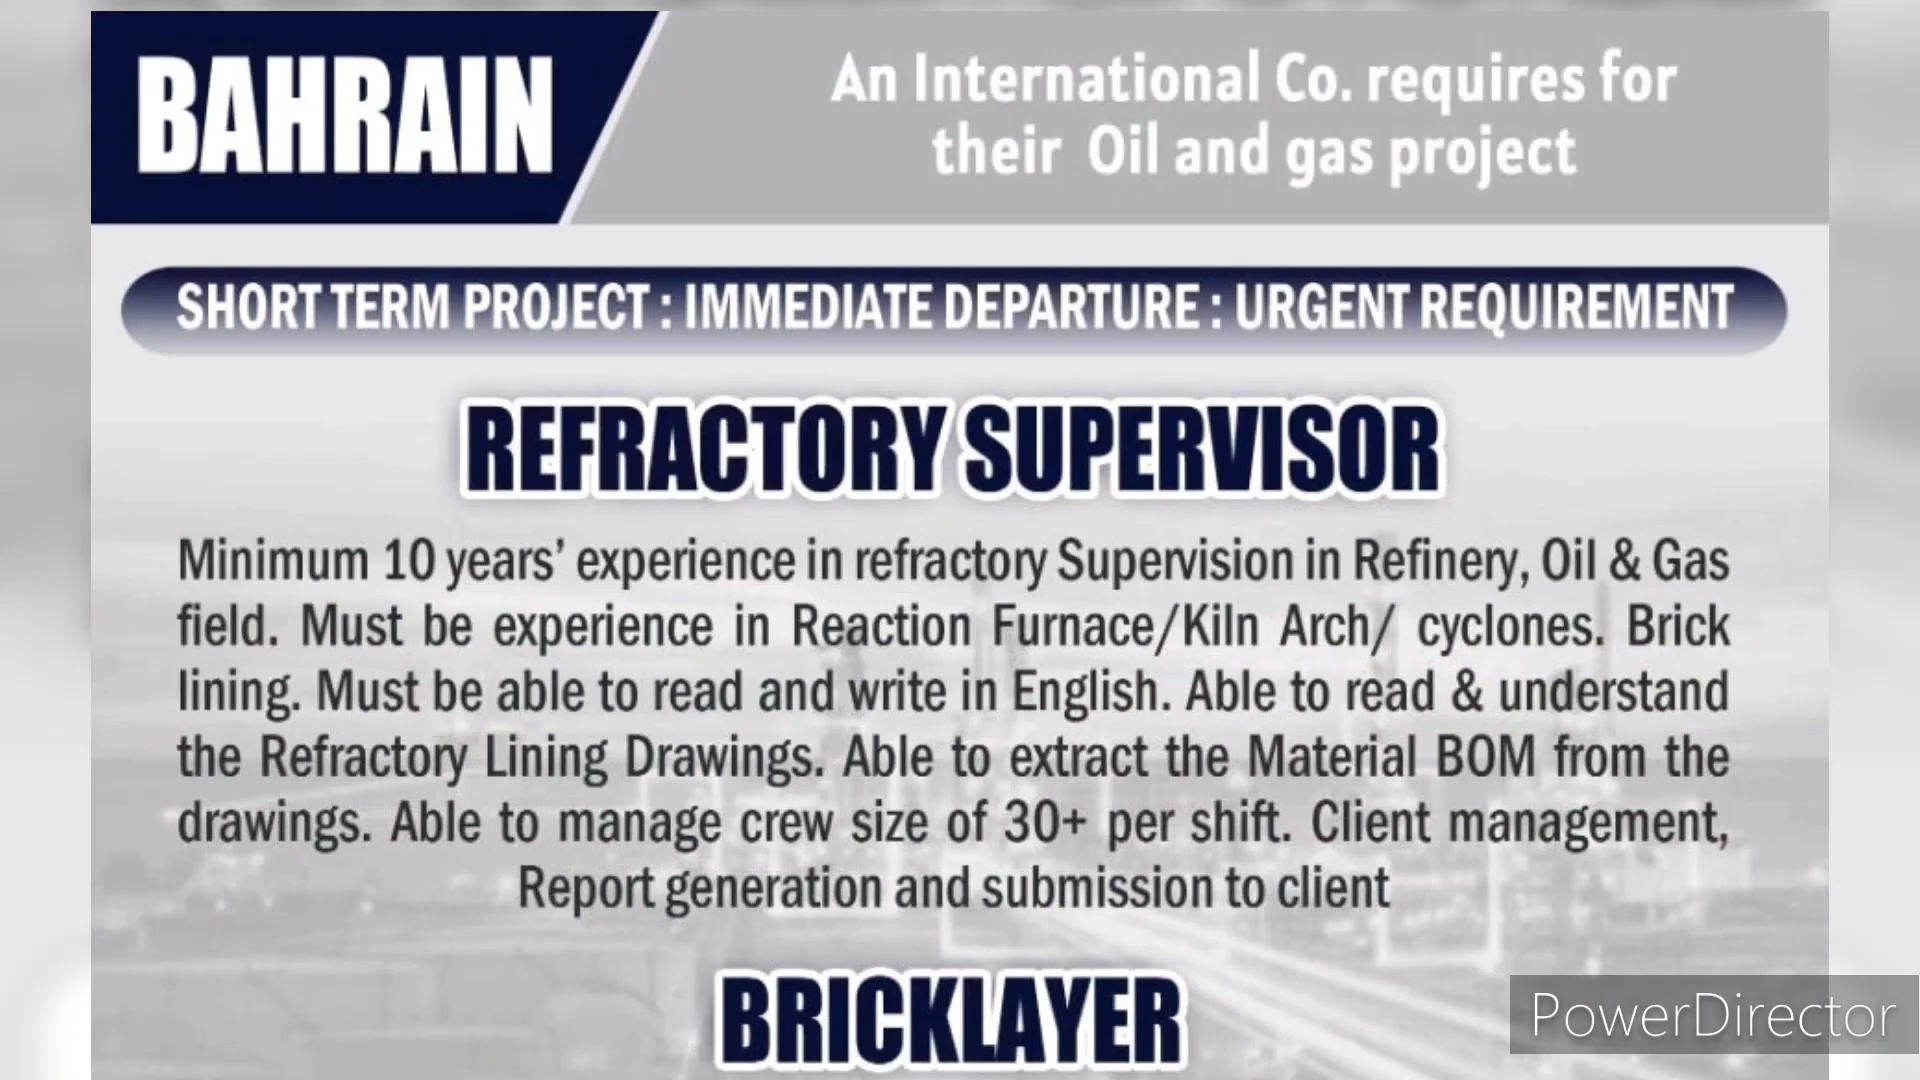 BAHRAIN
An International Co. requires for
their Oil and gas project
SHORT TERM PROJECT : IMMEDIATE DEPARTURE : URGENT REQUIREMENT
REFRACTORY SUPERVISOR
Minimum 10 years’ experience in refractory Supervision in Refinery, Oil & Gas
field. Must be experience in Reaction Furnace/Kiln Arch/ cyclones. Brick
lining. Must be able to read and write in English. Able to read & understand
the Refractory Lining Drawings. Able to extract the Material BOM from the
drawings. Able to manage crew size of 30+ per shift. Client management,
Report generation and submission to client
BRICKLAYER
PowerDirector